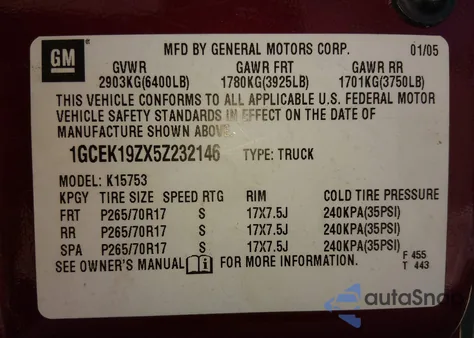 GM MFD BY GENERAL MOTORS CORP. 01/05
GVWR GAWR FRT GAWR RR
2903KG(6400LB) 1780KG(3925LB) 1701KG(3750LB)
THIS VEHICLE CONFORMS TO ALL APPLICABLE U.S. FEDERAL MOTOR
VEHICLE SAFETY STANDARDS IN EFFECT ON THE DATE OF
MANUFACTURE SHOWN ABOVE.
1GCEK19ZX5Z232146 TYPE: TRUCK
MODEL: K15753
KPGY TIRE SIZE SPEED RTG RIM COLD TIRE PRESSURE
FRT P265/70R17 S 17X7.5J 240KPA(35PSI)
RR P265/70R17 S 17X7.5J 240KPA(35PSI)
SPA P265/70R17 S 17X7.5J 240KPA(35PSI)
SEE OWNER'S MANUAL FOR MORE INFORMATION.
F 455
T 443
autaSnap